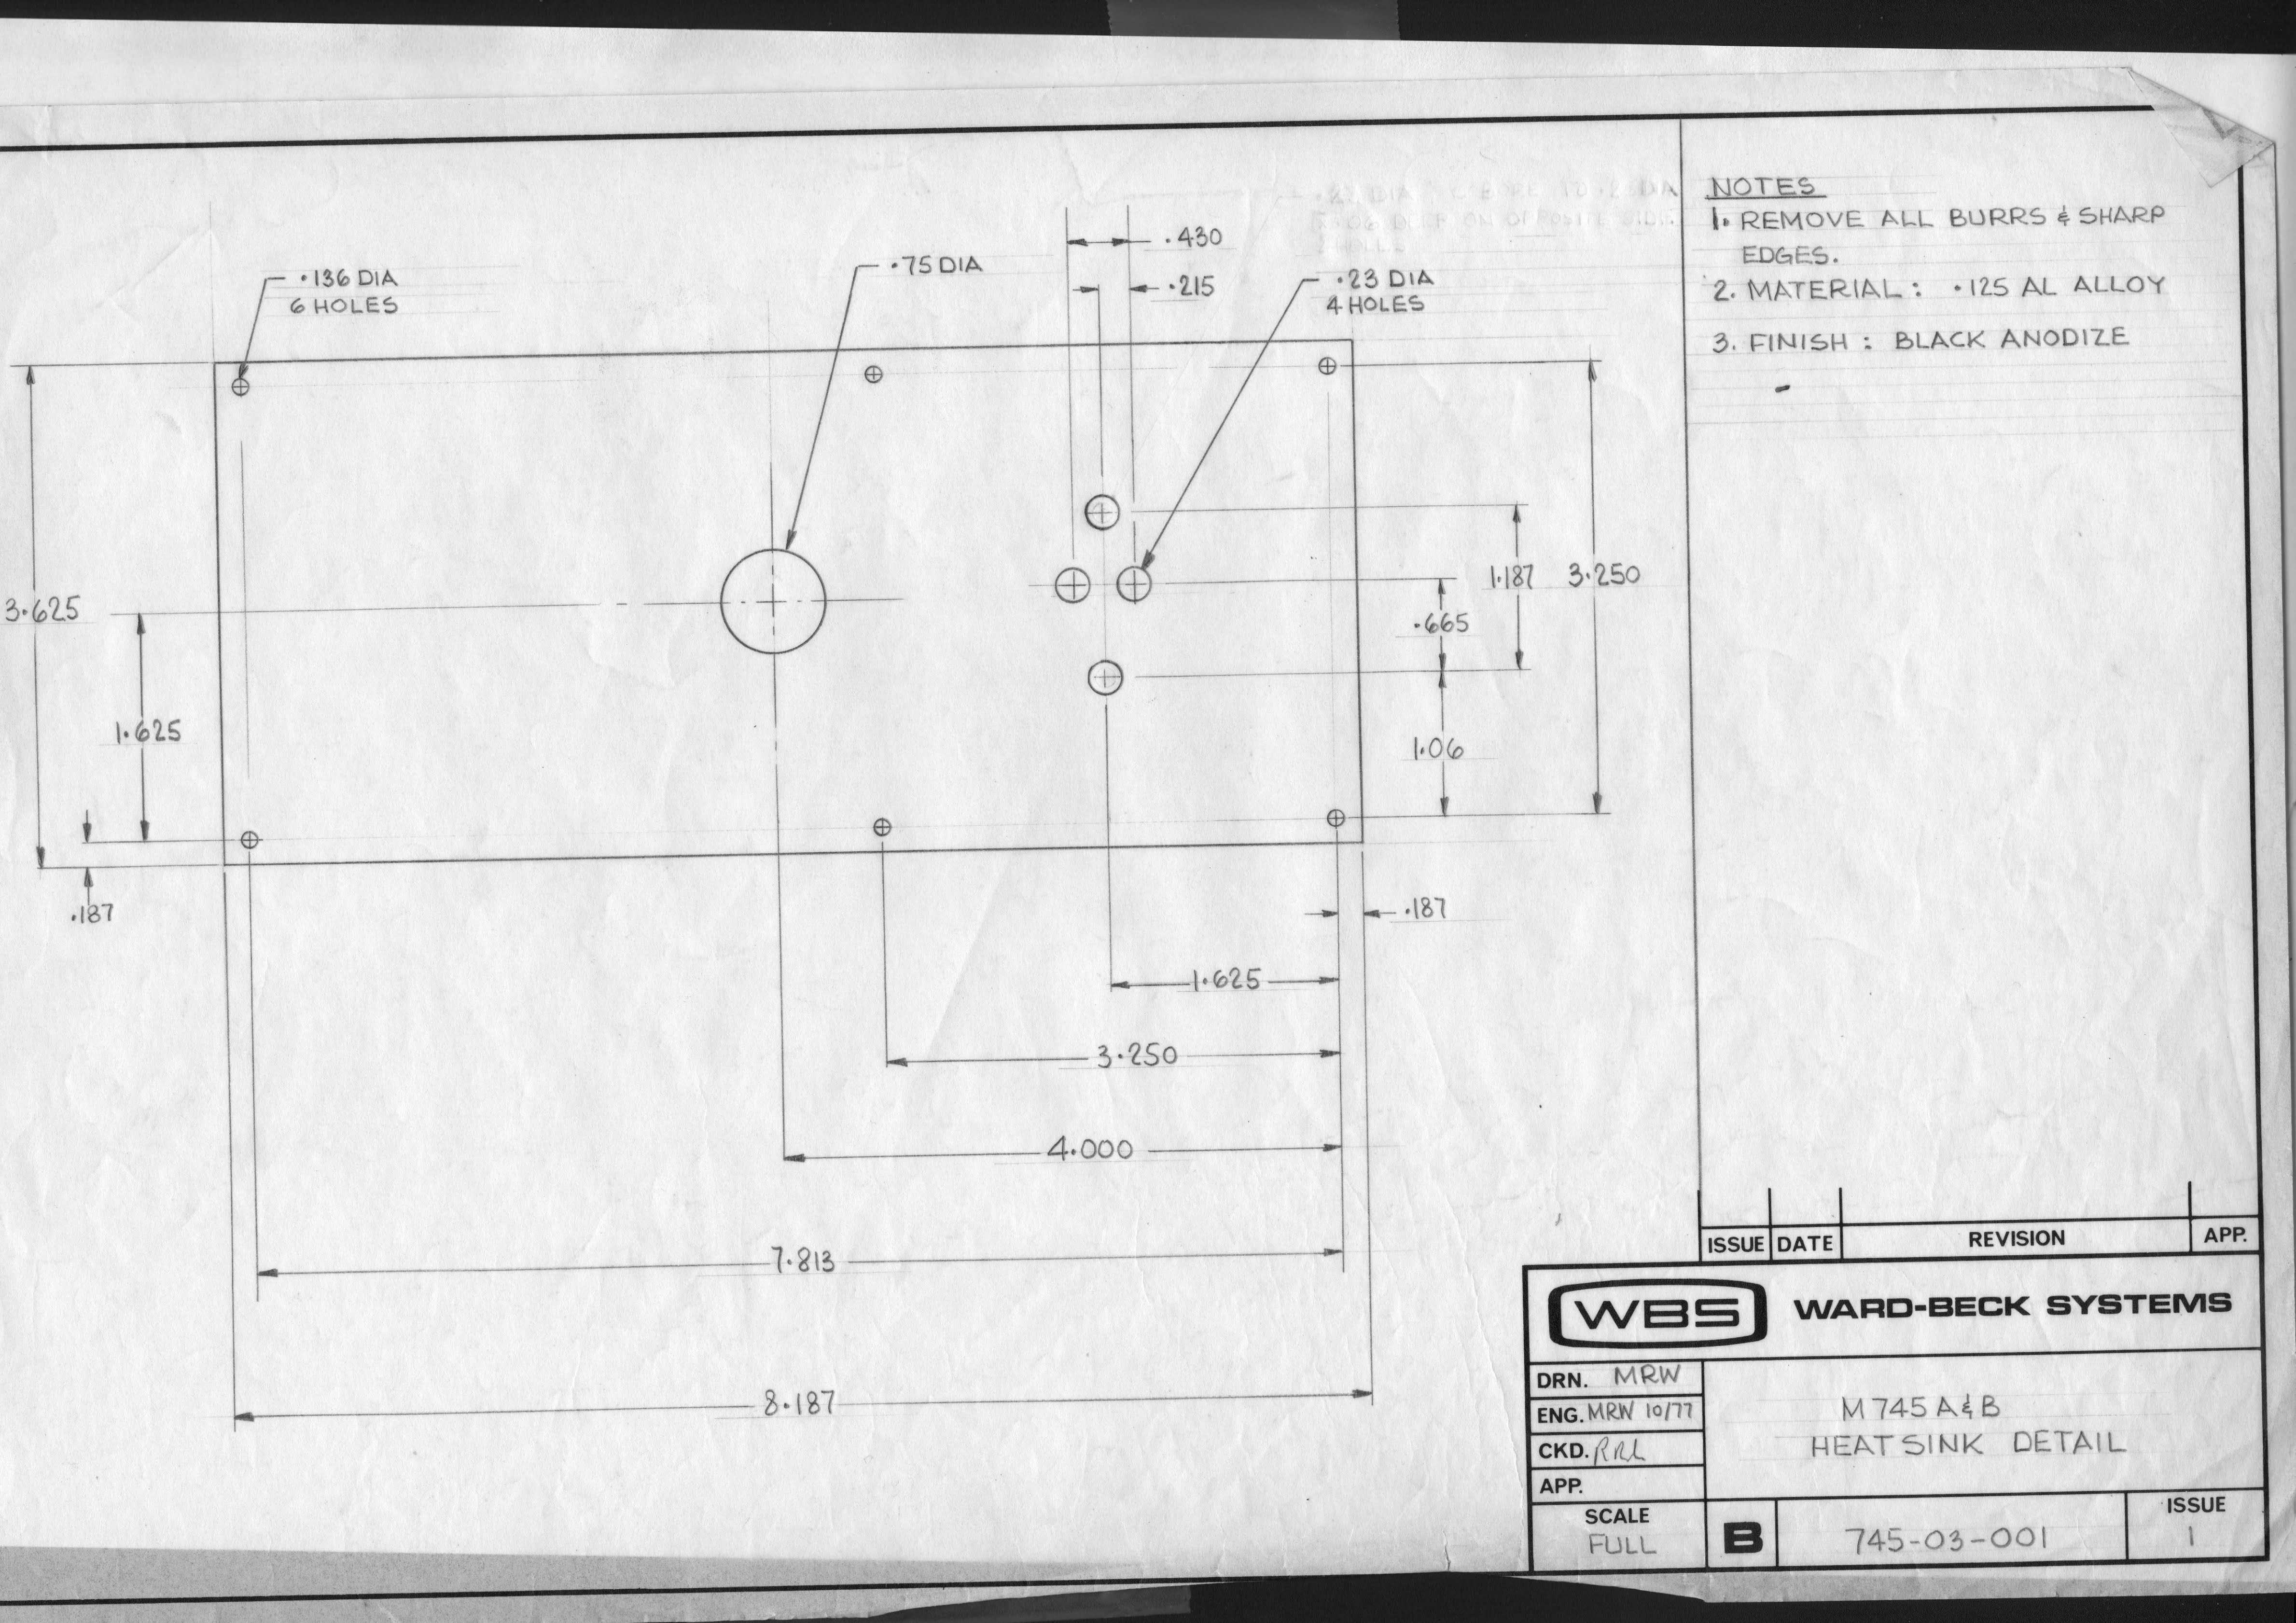 .430
.75 DIA
.136 DIA
6 HOLES
.215
.23 DIA
4 HOLES
NOTES
1. REMOVE ALL BURRS & SHARP
EDGES.
2. MATERIAL : .125 AL ALLOY
3. FINISH : BLACK ANODIZE
3.625
1.625
.187
1.187
3.250
.665
1.06
.187
1.625
3.250
4.000
7.813
8.187
ISSUE DATE REVISION APP.
WBS WARD-BECK SYSTEMS
DRN. MRW
ENG. MRW 10/77
CKD. RRL
APP.
M745 A & B
HEATSINK DETAIL
SCALE
FULL
B
745-03-001
ISSUE
1